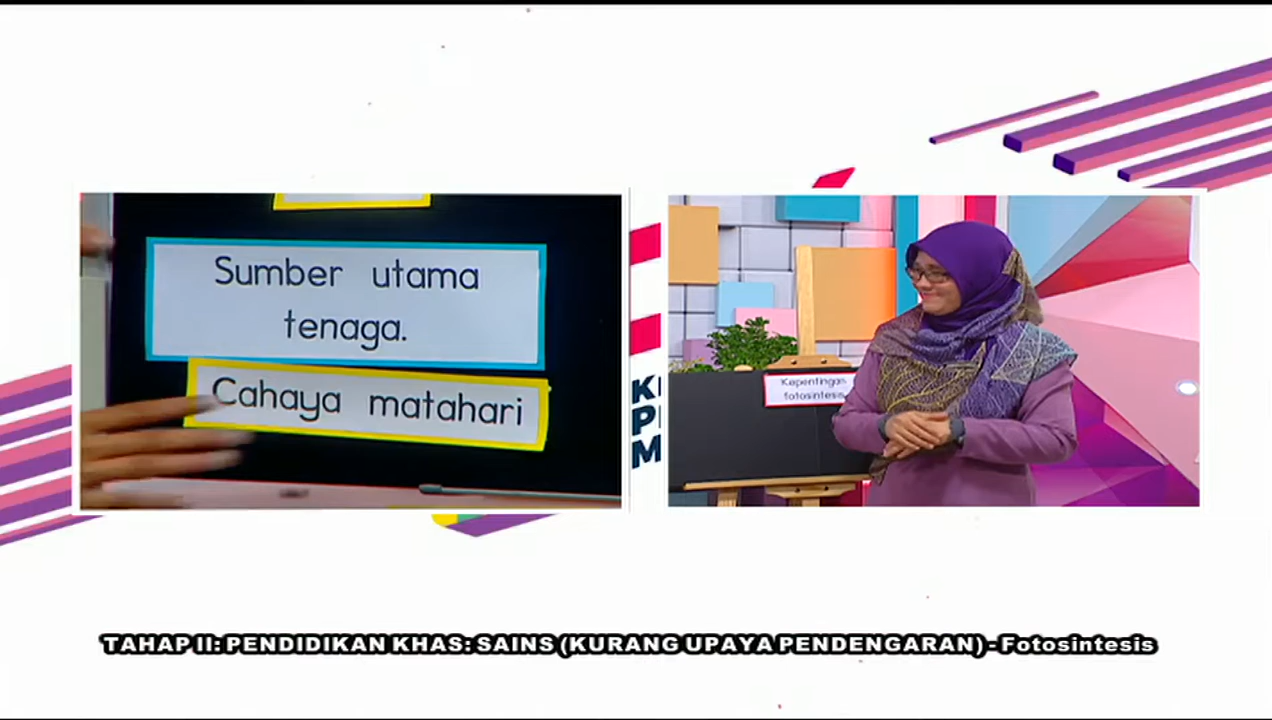 Sumber utama
tenaga.
Cahaya matahari
Kepentingan
fotosintesis
K
P
M
TAHAP II: PENDIDIKAN KHAS: SAINS (KURANG UPAYA PENDENGARAN) - Fotosintesis